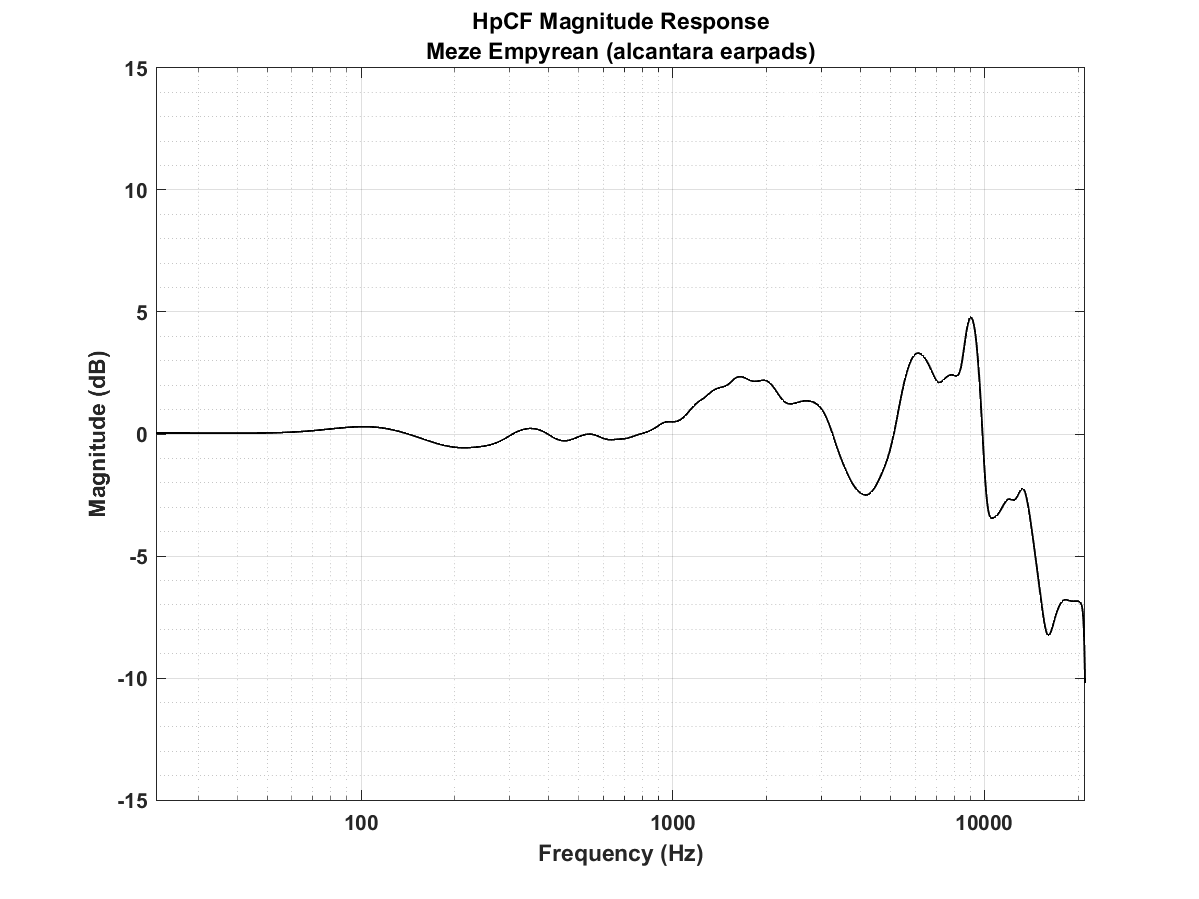 HpCF Magnitude Response
Meze Empyrean (alcantara earpads)
15
10
5
0
-5
-10
-15
Magnitude (dB)
100
1000
10000
Frequency (Hz)